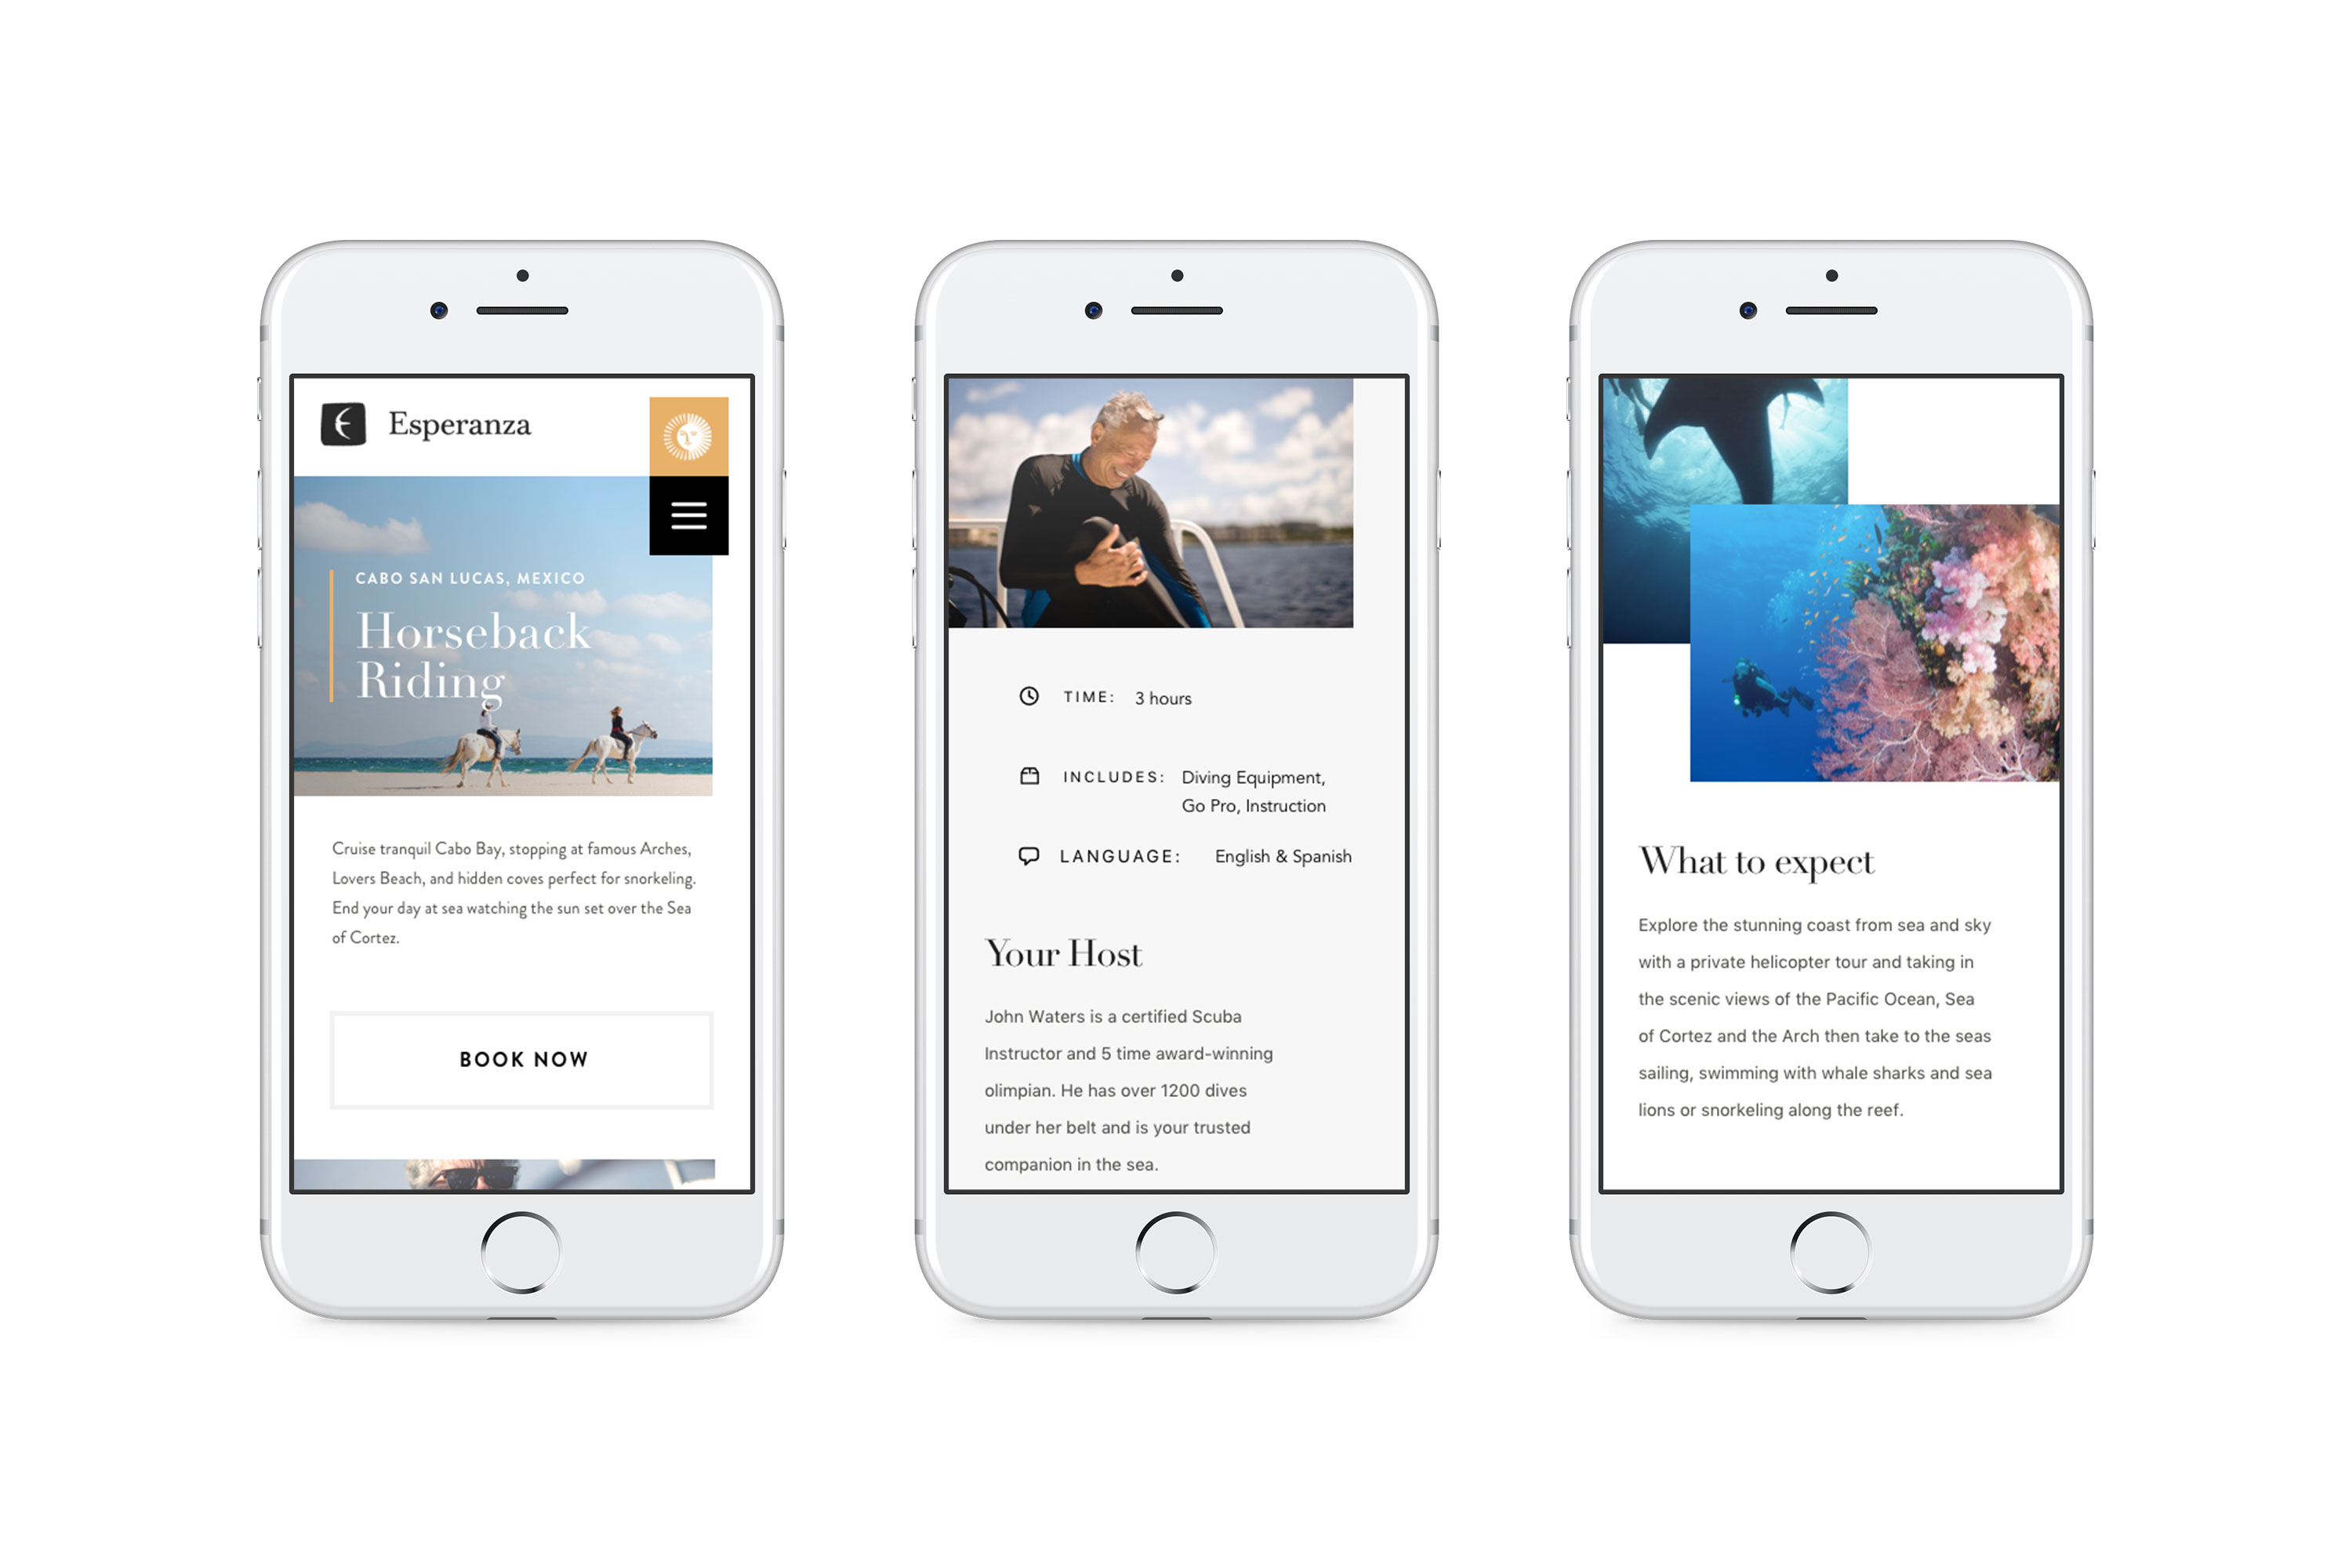 Esperanza
CABO SAN LUCAS, MEXICO
Horseback
Riding
Cruise tranquil Cabo Bay, stopping at famous Arches,
Lovers Beach, and hidden coves perfect for snorkeling.
End your day at sea watching the sun set over the Sea
of Cortez.
BOOK NOW
TIME: 3 hours
INCLUDES: Diving Equipment,
Go Pro, Instruction
LANGUAGE: English & Spanish
Your Host
John Waters is a certified Scuba
Instructor and 5 time award-winning
olimpian. He has over 1200 dives
under her belt and is your trusted
companion in the sea.
What to expect
Explore the stunning coast from sea and sky
with a private helicopter tour and taking in
the scenic views of the Pacific Ocean, Sea
of Cortez and the Arch then take to the seas
sailing, swimming with whale sharks and sea
lions or snorkeling along the reef.